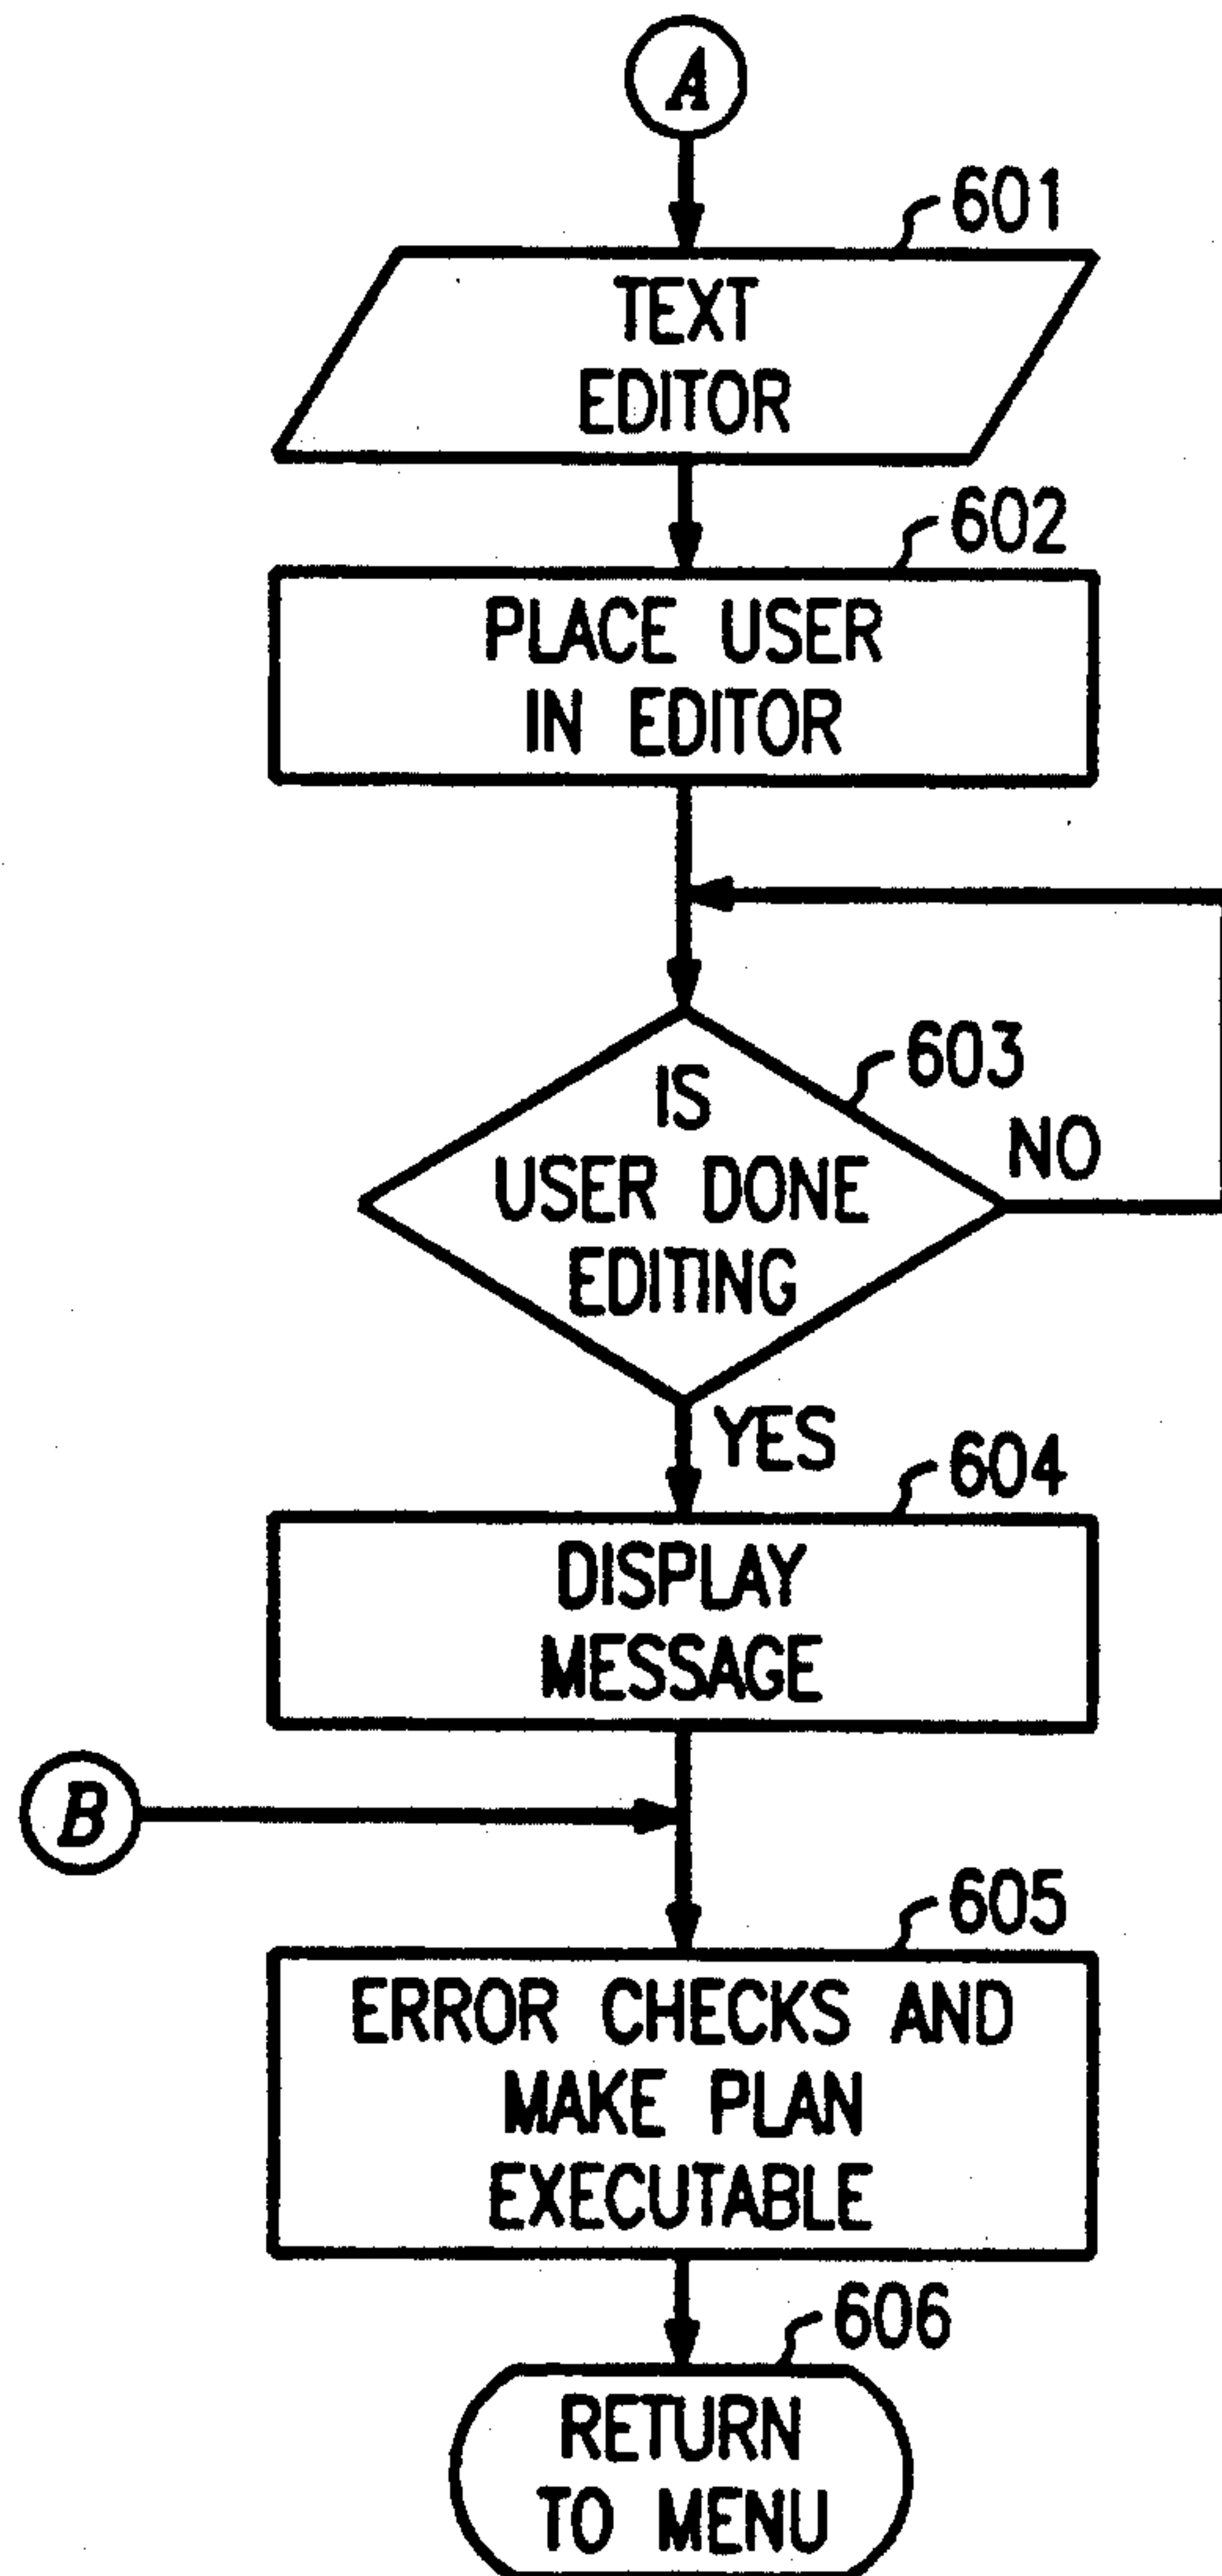 A
601
TEXT
EDITOR
602
PLACE USER
IN EDITOR
603
IS
USER DONE
EDITING
NO
YES
604
DISPLAY
MESSAGE
B
605
ERROR CHECKS AND
MAKE PLAN
EXECUTABLE
606
RETURN
TO MENU